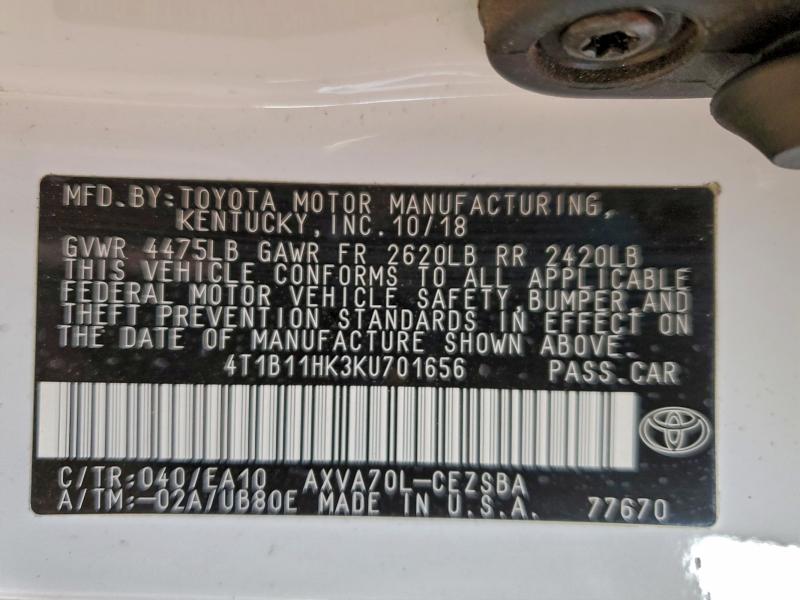 MFD.BY:TOYOTA MOTOR MANUFACTURING,
KENTUCKY,INC.10/18
GVWR 4475LB GAWR FR 2620LB RR 2420LB
THIS VEHICLE CONFORMS TO ALL APPLICABLE
FEDERAL MOTOR VEHICLE SAFETY,BUMPER,AND
THEFT PREVENTION STANDARDS IN EFFECT ON
THE DATE OF MANUFACTURE SHOWN ABOVE.
4T1B11HK3KU701656 PASS.CAR
C/TR:040/EA10 AXVA70L-CEZSBA
A/TM:-02A/UB80E MADE IN U.S.A. 77670